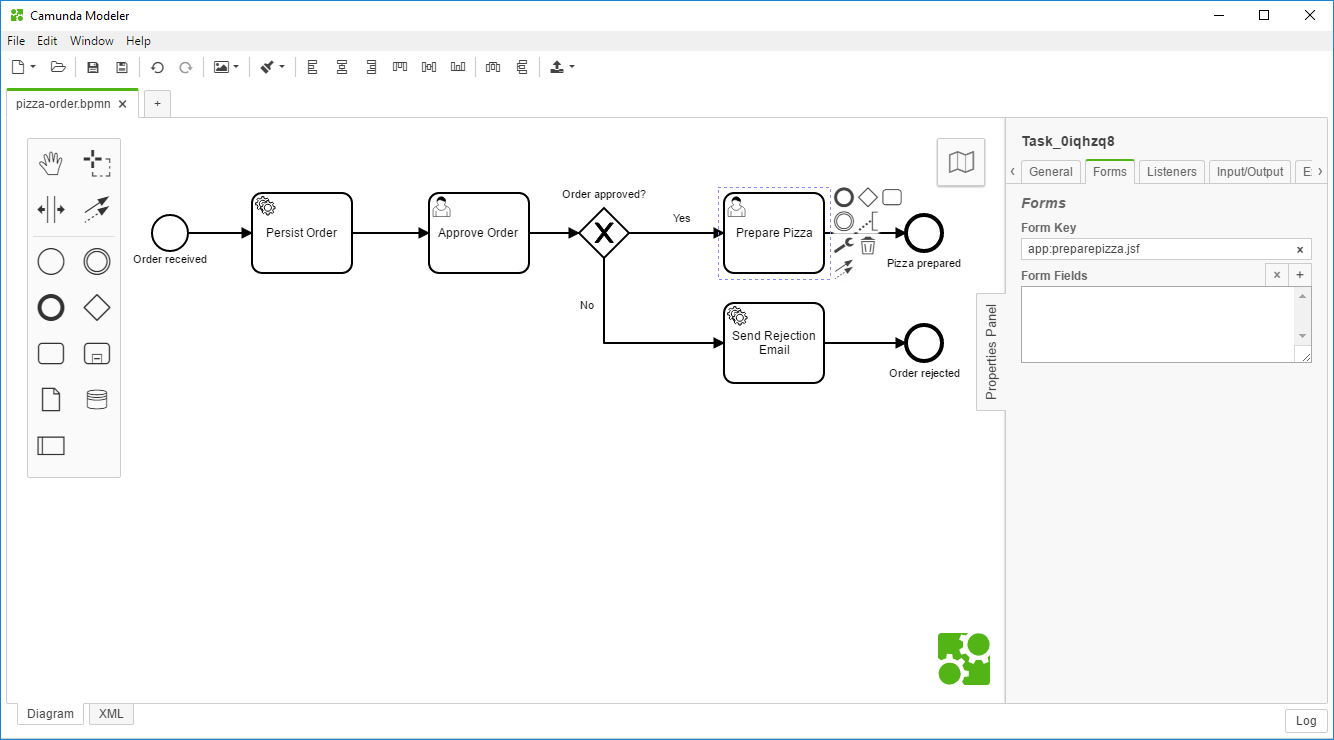 Camunda Modeler
File Edit Window Help
pizza-order.bpmn × +
Order received
Persist Order
Approve Order
Order approved?
Yes
No
Prepare Pizza
Pizza prepared
Send Rejection
Email
Order rejected
Properties Panel
Task_0iqhzq8
General Forms Listeners Input/Output
Forms
Form Key
app:preparepizza.jsf ×
Form Fields × +
Diagram XML
Log